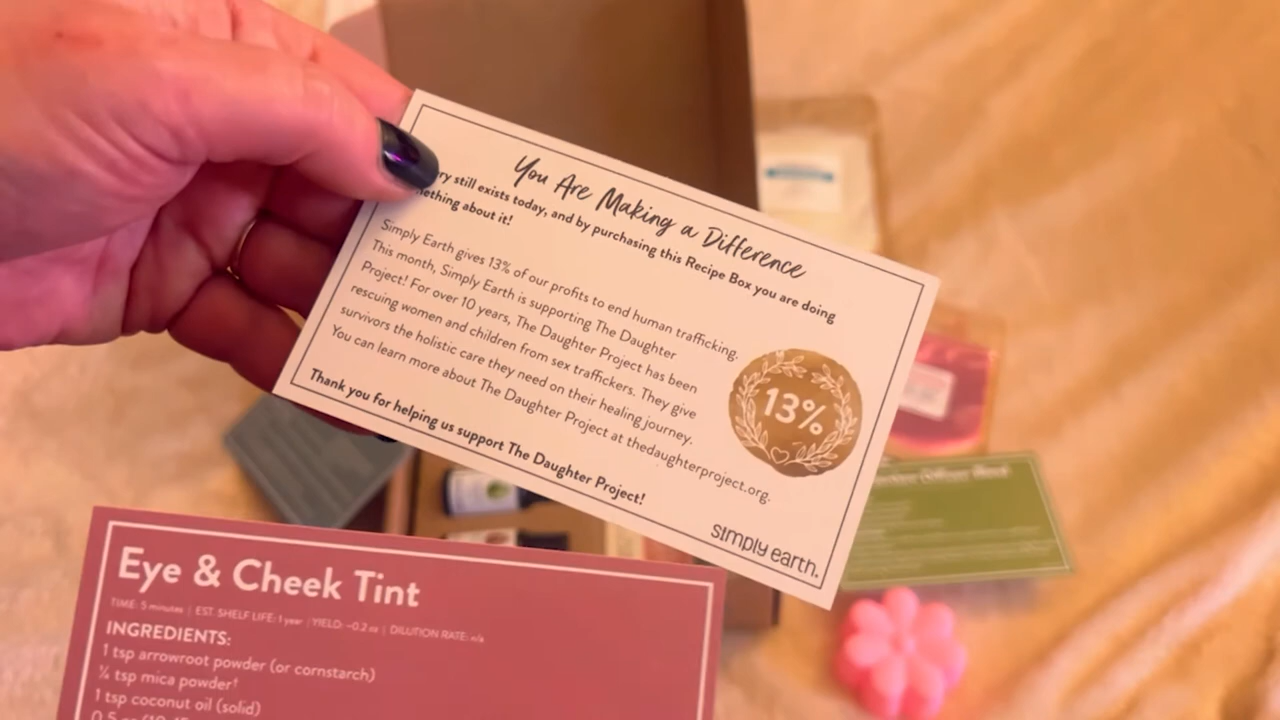 You Are Making a Difference
still exists today, and by purchasing this Recipe Box you are doing
about it!
Simply Earth gives 13% of our profits to end human trafficking.
This month, Simply Earth is supporting The Daughter
Project! For over 10 years, The Daughter Project has been
rescuing women and children from sex traffickers. They give
survivors the holistic care they need on their healing journey.
You can learn more about The Daughter Project at thedaughterproject.org.
Thank you for helping us support The Daughter Project!
13%
simply earth.
Eye & Cheek Tint
TIME: 5 minutes | EST. SHELF LIFE: 1 year | YIELD: ~0.2 oz | DILUTION RATE: n/a
INGREDIENTS:
1 tsp arrowroot powder (or cornstarch)
¼ tsp mica powder†
1 tsp coconut oil (solid)